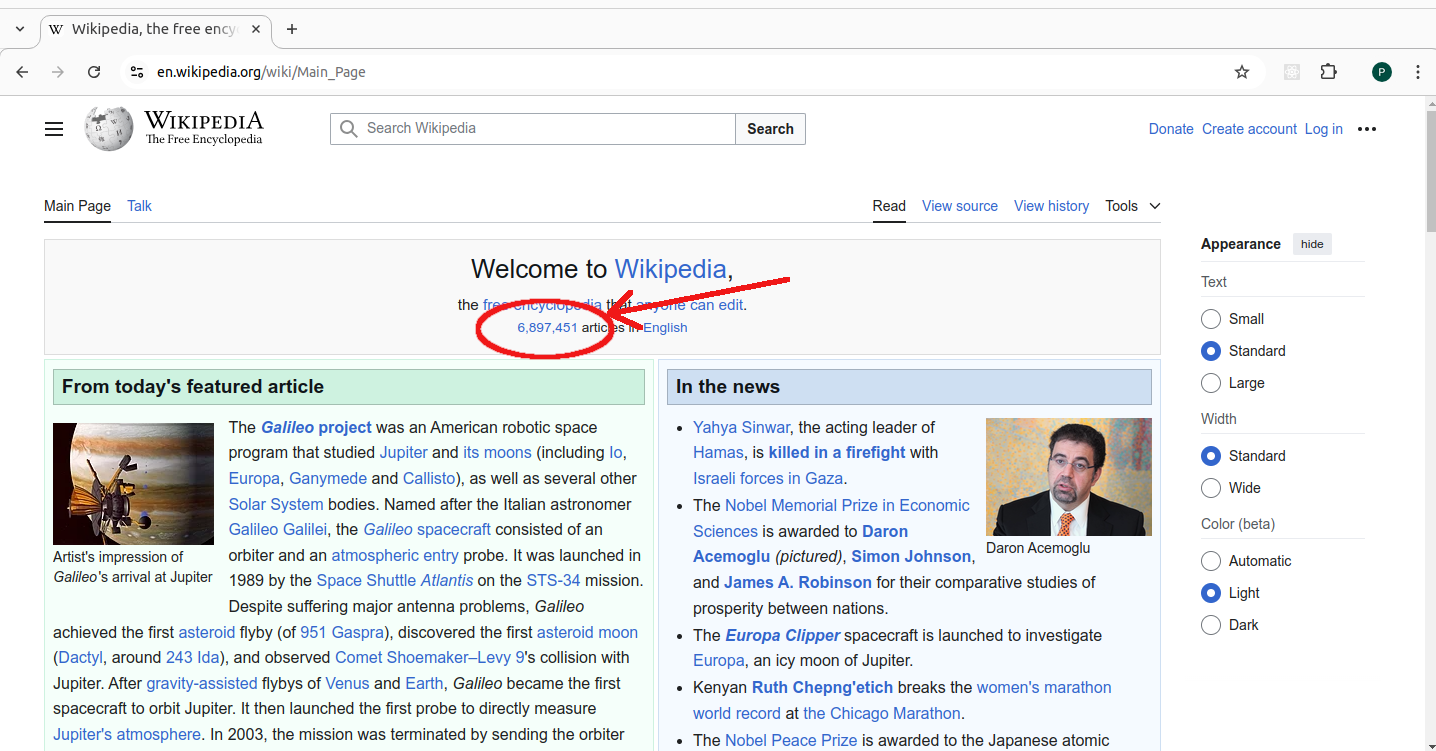 Wikipedia, the free ency
en.wikipedia.org/wiki/Main_Page
P
WIKIPEDIA
The Free Encyclopedia
Search Wikipedia
Search
Donate Create account Log in
Main Page Talk
Read View source View history Tools
Welcome to Wikipedia,
the free encyclopedia that anyone can edit.
6,897,451 articles in English
From today's featured article
The Galileo project was an American robotic space
program that studied Jupiter and its moons (including Io,
Europa, Ganymede and Callisto), as well as several other
Solar System bodies. Named after the Italian astronomer
Galileo Galilei, the Galileo spacecraft consisted of an
orbiter and an atmospheric entry probe. It was launched in
1989 by the Space Shuttle Atlantis on the STS-34 mission.
Despite suffering major antenna problems, Galileo
achieved the first asteroid flyby (of 951 Gaspra), discovered the first asteroid moon
(Dactyl, around 243 Ida), and observed Comet Shoemaker–Levy 9's collision with
Jupiter. After gravity-assisted flybys of Venus and Earth, Galileo became the first
spacecraft to orbit Jupiter. It then launched the first probe to directly measure
Jupiter's atmosphere. In 2003, the mission was terminated by sending the orbiter
Artist's impression of
Galileo's arrival at Jupiter
In the news
Yahya Sinwar, the acting leader of
Hamas, is killed in a firefight with
Israeli forces in Gaza.
The Nobel Memorial Prize in Economic
Sciences is awarded to Daron
Acemoglu (pictured), Simon Johnson,
and James A. Robinson for their comparative studies of
prosperity between nations.
The Europa Clipper spacecraft is launched to investigate
Europa, an icy moon of Jupiter.
Kenyan Ruth Chepng'etich breaks the women's marathon
world record at the Chicago Marathon.
The Nobel Peace Prize is awarded to the Japanese atomic
Daron Acemoglu
Appearance hide
Text
Small
Standard
Large
Width
Standard
Wide
Color (beta)
Automatic
Light
Dark